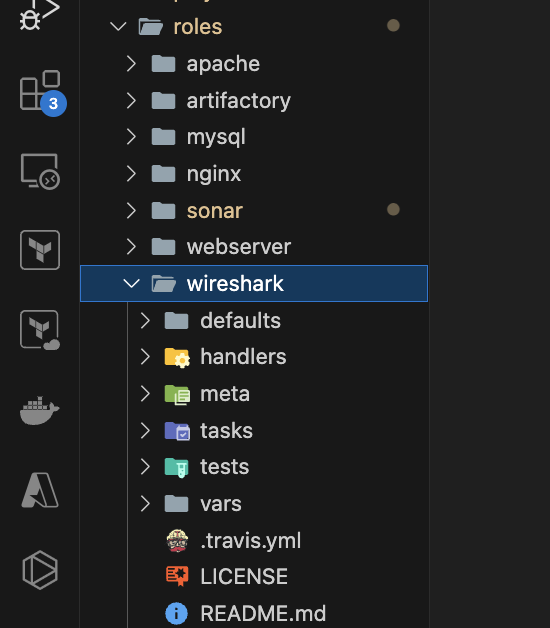 roles
apache
artifactory
3
mysql
nginx
sonar
webserver
wireshark
defaults
handlers
meta
tasks
tests
vars
.travis.yml
LICENSE
README.md